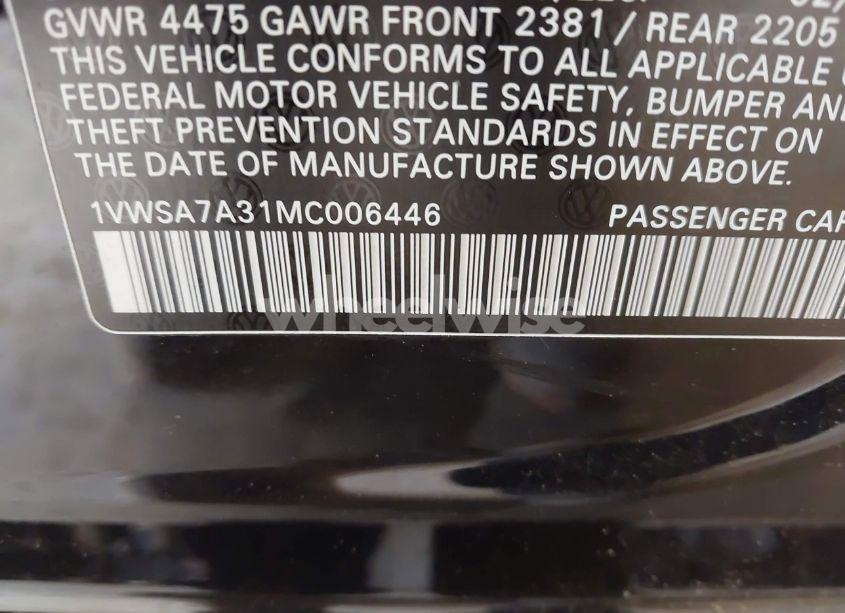 GVWR 4475 GAWR FRONT 2381 / REAR 2205
THIS VEHICLE CONFORMS TO ALL APPLICABLE
FEDERAL MOTOR VEHICLE SAFETY, BUMPER AND
THEFT PREVENTION STANDARDS IN EFFECT ON
THE DATE OF MANUFACTURE SHOWN ABOVE.
1VWSA7A31MC006446 PASSENGER CAR
wheelwise